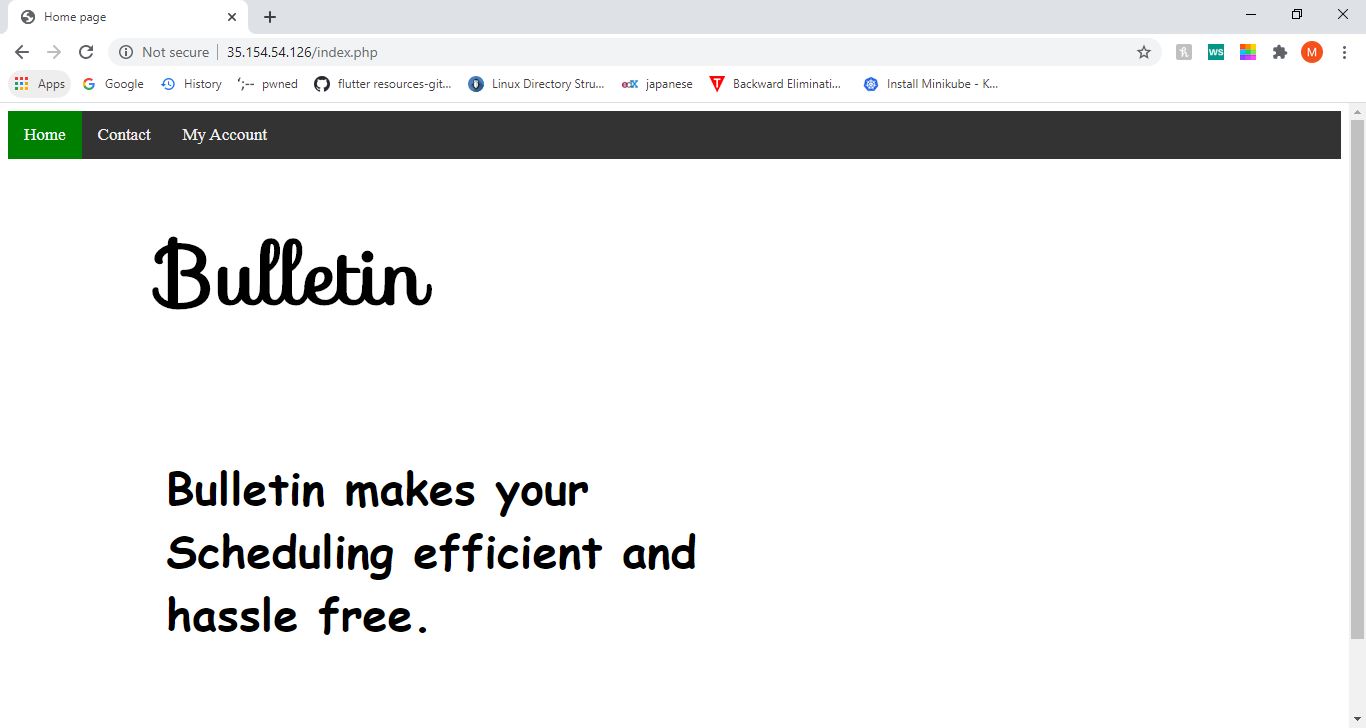 Home page
Not secure 35.154.54.126/index.php
WS M
Apps Google History ';-- pwned flutter resources-git... Linux Directory Stru... edX japanese Backward Eliminati... Install Minikube - K...
Home Contact My Account
Bulletin
Bulletin makes your
Scheduling efficient and
hassle free.